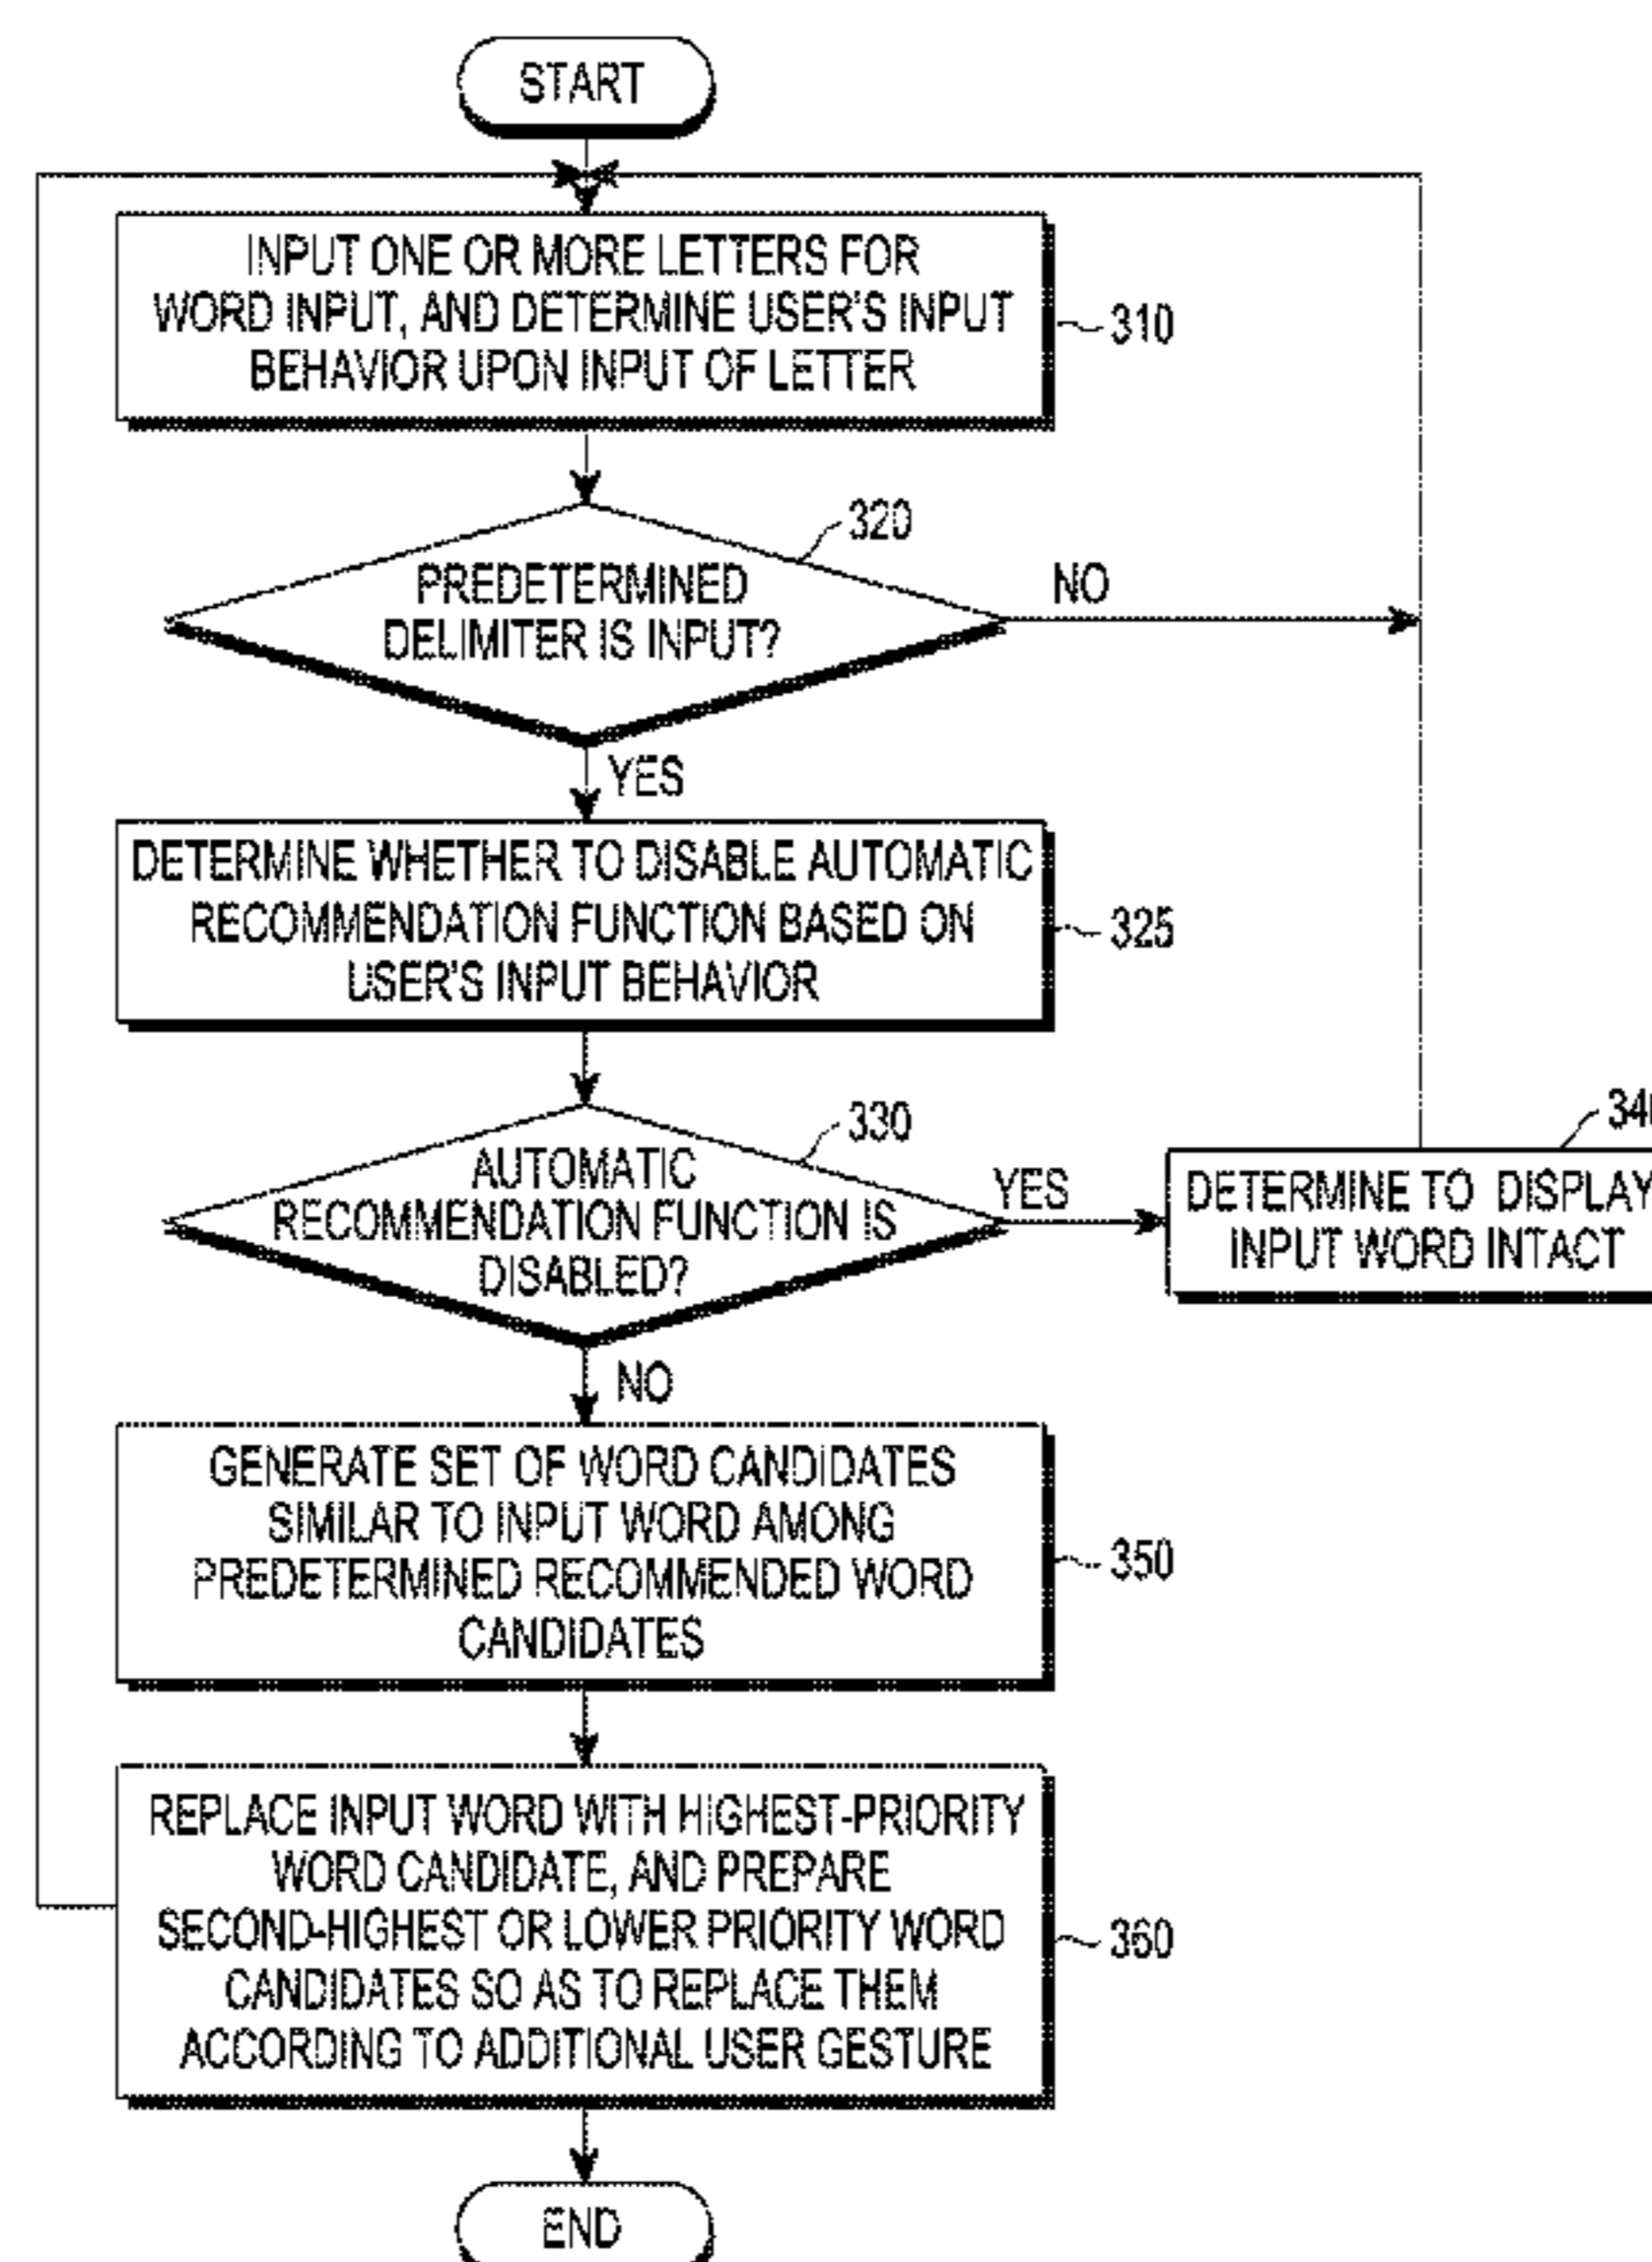 START
INPUT ONE OR MORE LETTERS FOR
WORD INPUT, AND DETERMINE USER'S INPUT
BEHAVIOR UPON INPUT OF LETTER
310
320
PREDETERMINED
DELIMITER IS INPUT?
NO
YES
DETERMINE WHETHER TO DISABLE AUTOMATIC
RECOMMENDATION FUNCTION BASED ON
USER'S INPUT BEHAVIOR
325
330
AUTOMATIC
RECOMMENDATION FUNCTION IS
DISABLED?
YES
DETERMINE TO DISPLAY
INPUT WORD INTACT
NO
GENERATE SET OF WORD CANDIDATES
SIMILAR TO INPUT WORD AMONG
PREDETERMINED RECOMMENDED WORD
CANDIDATES
350
REPLACE INPUT WORD WITH HIGHEST-PRIORITY
WORD CANDIDATE, AND PREPARE
SECOND-HIGHEST OR LOWER PRIORITY WORD
CANDIDATES SO AS TO REPLACE THEM
ACCORDING TO ADDITIONAL USER GESTURE
360
END